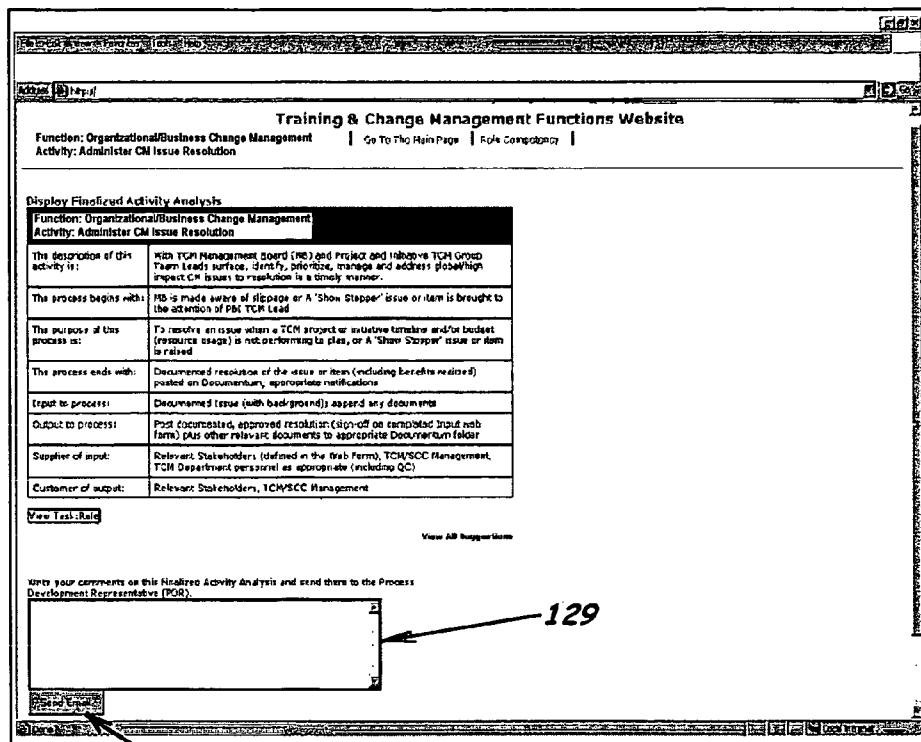 Address http://
Training & Change Management Functions Website
Function: Organizational/Business Change Management
Activity: Administer CM Issue Resolution
Go To The Main Page | Role Competency |
Display Finalized Activity Analysis
Function: Organizational/Business Change Management
Activity: Administer CM Issue Resolution
The description of this activity is:
With TCM Management Board (MB) and Project and Initiative TCM Group
Team Leads surface, identify, prioritize, manage and address global/high
impact CM issues to resolution is a timely manner.
The process begins with:
MB is made aware of slippage or A 'Show Stopper' issue or item is brought to
the attention of PBI TCM Lead
The purpose of this process is:
To resolve an issue when a TCM project or initiative timeline and/or budget
(resource usage) is not performing to plan, or A 'Show Stopper' issue or item
is raised
The process ends with:
Documented resolution of the issue or item (including benefits realized)
posted on Documentum, appropriate notifications
Input to process:
Documented Issue (with background); append any documents
Output to process:
Post documented, approved resolution (sign-off on completed Input web
form) plus other relevant documents to appropriate Documentum folder
Supplier of input:
Relevant Stakeholders (defined in the Web Form), TCM/SCC Management,
TCM Department personnel as appropriate (including QC)
Customer of output:
Relevant Stakeholders, TCM/SCC Management
View Task:Role
View All Suggestions
Write your comments on this Finalized Activity Analysis and send them to the Process
Development Representative (PDR).
129
Send Email
Done